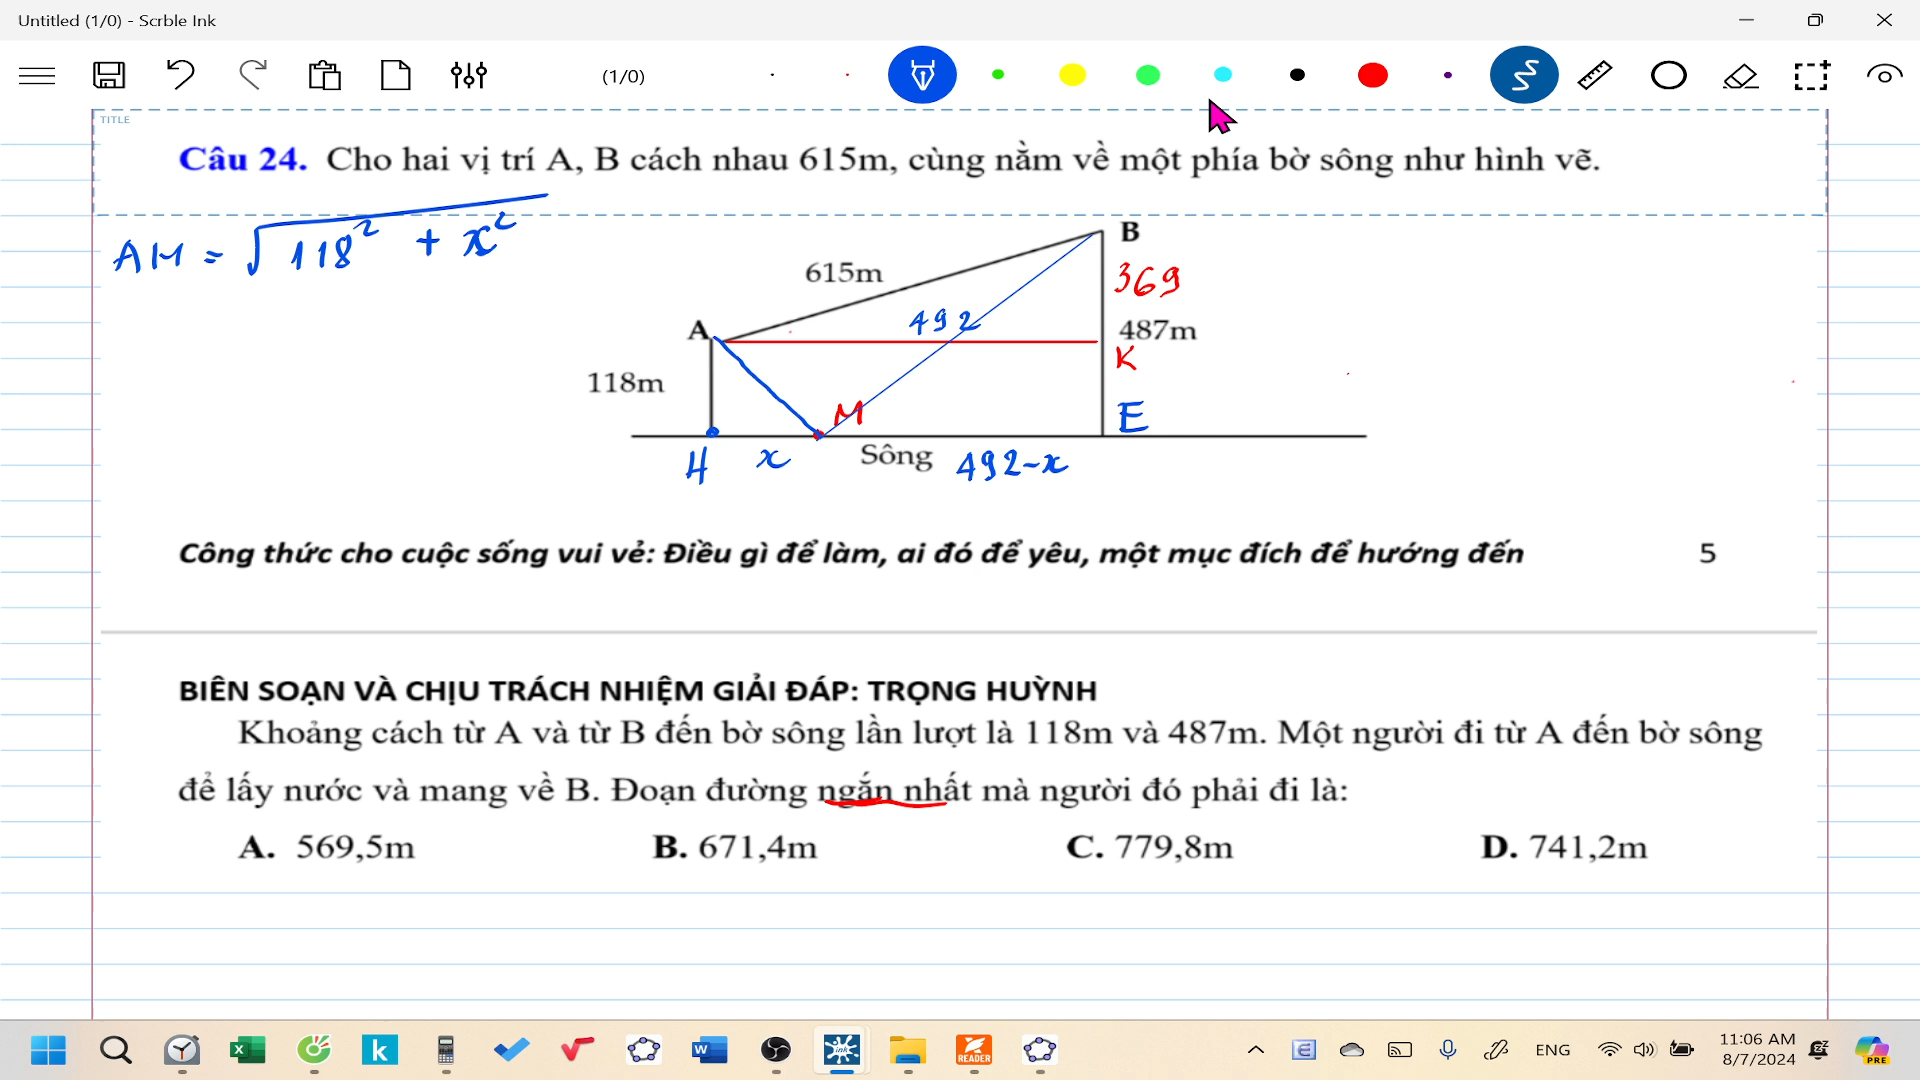 Untitled (1/0) - Scrble Ink
(1/0)
TITLE
Câu 24. Cho hai vị trí A, B cách nhau 615m, cùng nằm về một phía bờ sông như hình vẽ.
AM = √118² + x²
B
615m
369
492
A
487m
K
118m
M
E
H
x
Sông
492-x
Công thức cho cuộc sống vui vẻ: Điều gì để làm, ai đó để yêu, một mục đích để hướng đến
5
BIÊN SOẠN VÀ CHỊU TRÁCH NHIỆM GIẢI ĐÁP: TRỌNG HUỲNH
Khoảng cách từ A và từ B đến bờ sông lần lượt là 118m và 487m. Một người đi từ A đến bờ sông
để lấy nước và mang về B. Đoạn đường ngắn nhất mà người đó phải đi là:
A. 569,5m B. 671,4m C. 779,8m D. 741,2m
READER
ENG
11:06 AM
8/7/2024
PRE